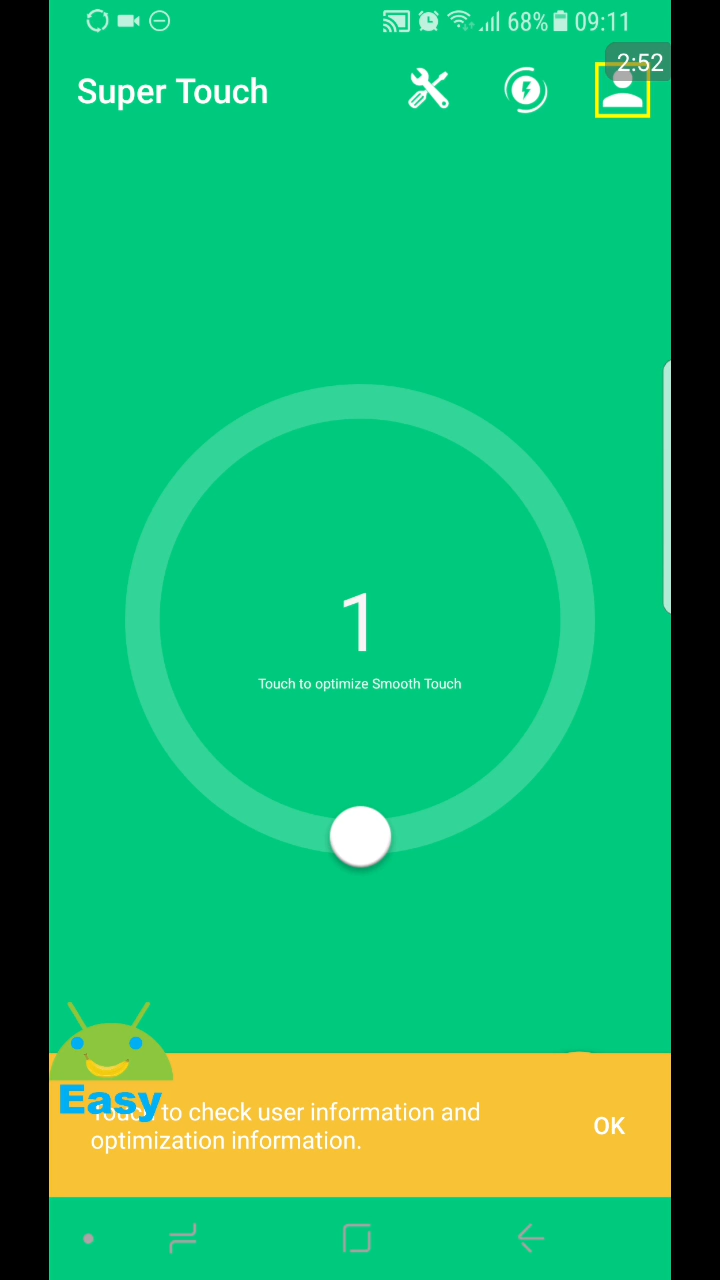 68% 09:11
2:52
Super Touch
1
Touch to optimize Smooth Touch
Easy
Touch to check user information and
optimization information.
OK